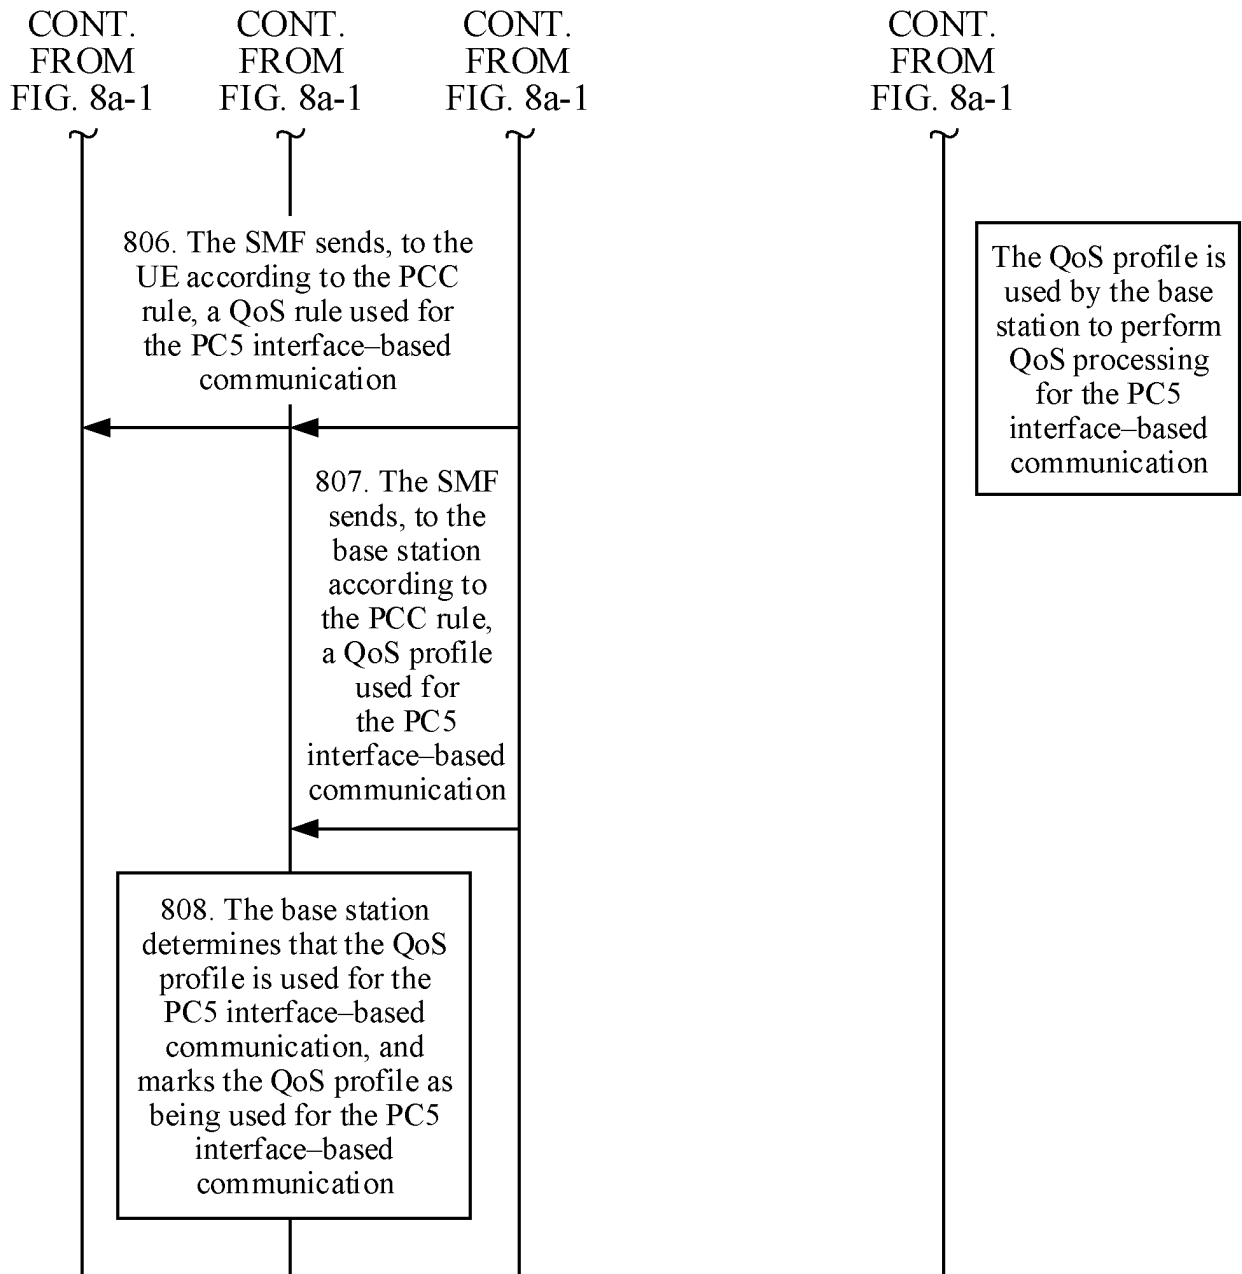 CONT.
FROM
FIG. 8a-1
CONT.
FROM
FIG. 8a-1
CONT.
FROM
FIG. 8a-1
CONT.
FROM
FIG. 8a-1
806. The SMF sends, to the
UE according to the PCC
rule, a QoS rule used for
the PC5 interface–based
communication
The QoS profile is
used by the base
station to perform
QoS processing
for the PC5
interface–based
communication
807. The SMF
sends, to the
base station
according to
the PCC rule,
a QoS profile
used for
the PC5
interface–based
communication
808. The base station
determines that the QoS
profile is used for the
PC5 interface–based
communication, and
marks the QoS profile as
being used for the PC5
interface–based
communication